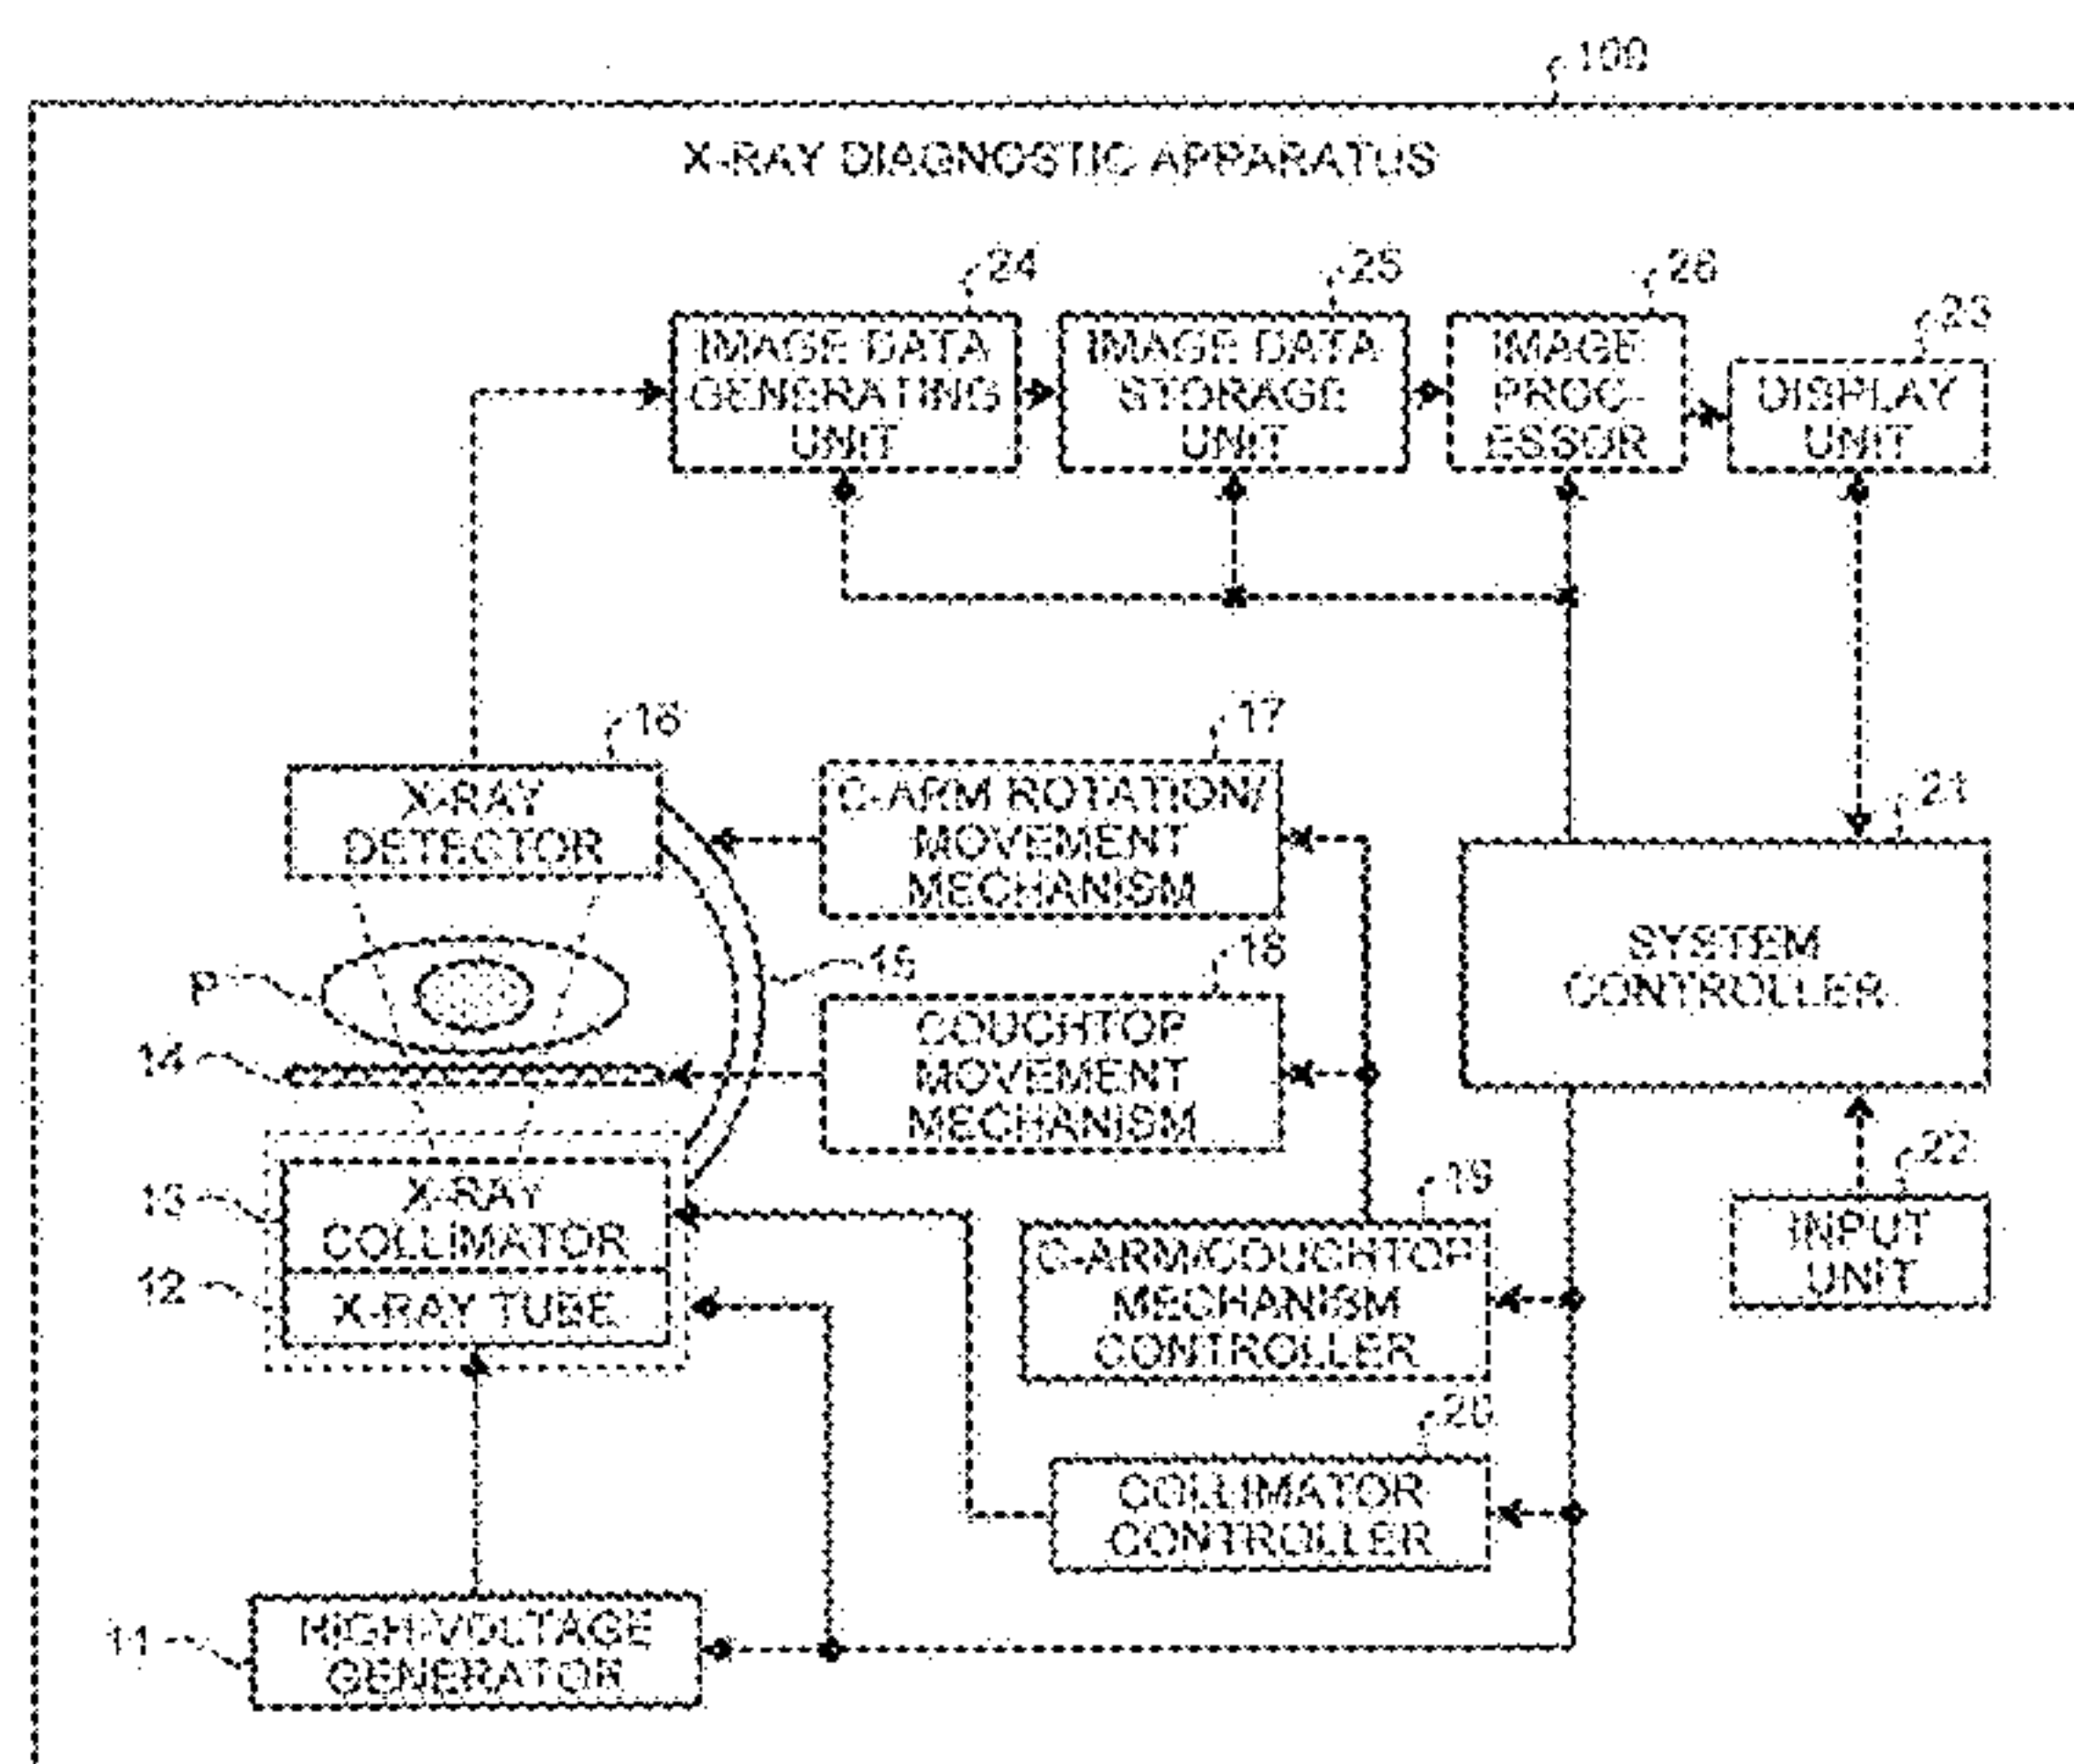 100
X-RAY DIAGNOSTIC APPARATUS
24
25
26
23
IMAGE DATA
GENERATING
UNIT
IMAGE DATA
STORAGE
UNIT
IMAGE
PROC-
ESSOR
DISPLAY
UNIT
16
17
21
X-RAY
DETECTOR
C-ARM ROTATION/
MOVEMENT
MECHANISM
SYSTEM
CONTROLLER
P
15
18
14
COUCHTOP
MOVEMENT
MECHANISM
22
13
X-RAY
COLLIMATOR
19
INPUT
UNIT
12
X-RAY TUBE
C-ARM/COUCHTOP
MECHANISM
CONTROLLER
20
COLLIMATOR
CONTROLLER
11
HIGH-VOLTAGE
GENERATOR